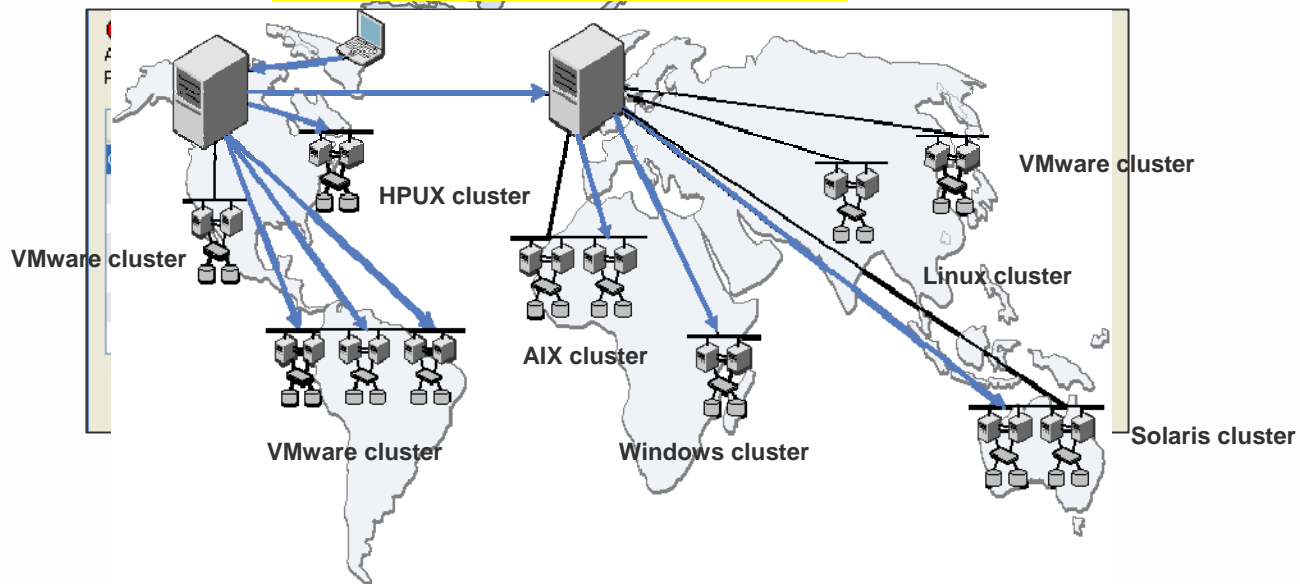 HPUX cluster
VMware cluster
VMware cluster
Linux cluster
AIX cluster
VMware cluster
Windows cluster
Solaris cluster